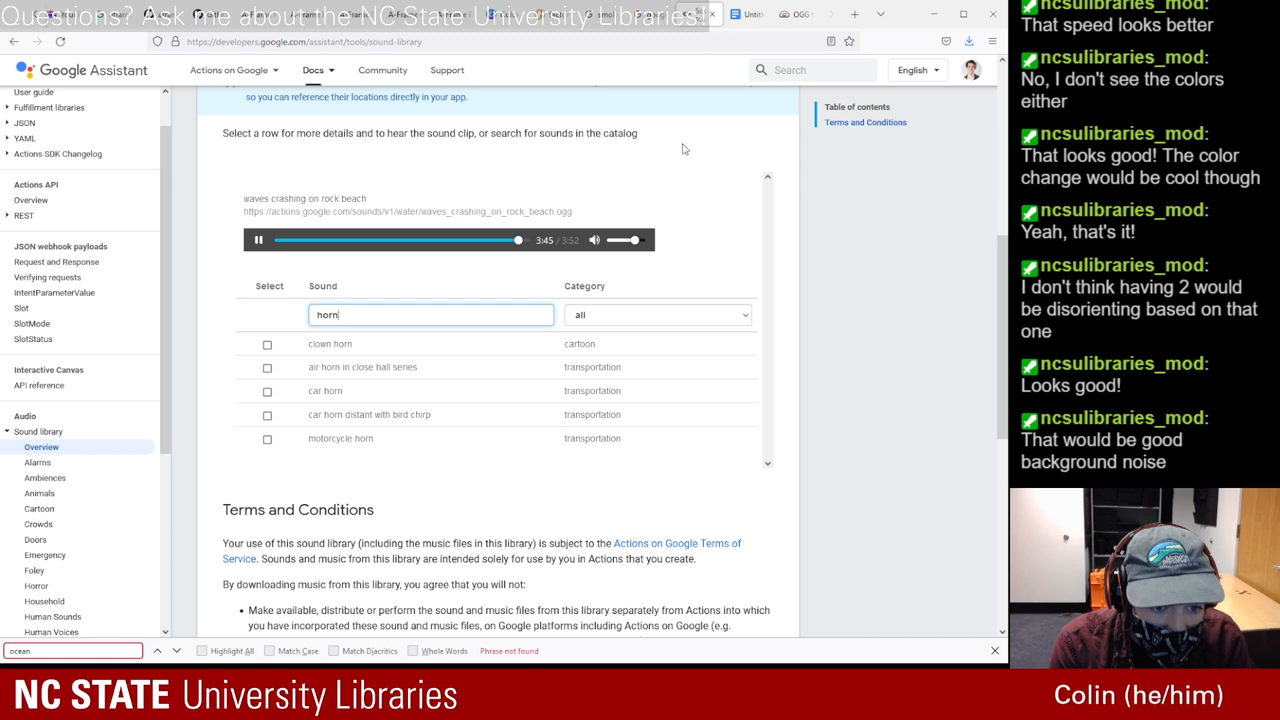 Questions? Ask me about the NC State University Libraries!
https://developers.google.com/assistant/tools/sound-library
Google Assistant
Actions on Google
Docs
Community
Support
Search
English
User guide
Fulfillment libraries
JSON
YAML
Actions SDK Changelog
Actions API
Overview
REST
JSON webhook payloads
Request and Response
Verifying requests
IntentParameterValue
Slot
SlotMode
SlotStatus
Interactive Canvas
API reference
Audio
Sound library
Overview
Alarms
Ambiences
Animals
Cartoon
Crowds
Doors
Emergency
Foley
Horror
Household
Human Sounds
Human Voices
so you can reference their locations directly in your app.
Select a row for more details and to hear the sound clip, or search for sounds in the catalog
waves crashing on rock beach
https://actions.google.com/sounds/v1/water/waves_crashing_on_rock_beach.ogg
3:45 / 3:52
Select Sound Category
horn all
clown horn cartoon
air horn in close hall series transportation
car horn transportation
car horn distant with bird chirp transportation
motorcycle horn transportation
Terms and Conditions
Your use of this sound library (including the music files in this library) is subject to the Actions on Google Terms of
Service. Sounds and music from this library are intended solely for use by you in Actions that you create.
By downloading music from this library, you agree that you will not:
• Make available, distribute or perform the sound and music files from this library separately from Actions into which
you have incorporated these sound and music files, on Google platforms including Actions on Google (e.g.
Table of contents
Terms and Conditions
ocean
Highlight All
Match Case
Match Diacritics
Whole Words
Phrase not found
ncsulibraries_mod:
That speed looks better
ncsulibraries_mod:
No, I don't see the colors
either
ncsulibraries_mod:
That looks good! The color
change would be cool though
ncsulibraries_mod:
Yeah, that's it!
ncsulibraries_mod:
I don't think having 2 would
be disorienting based on that
one
ncsulibraries_mod:
Looks good!
ncsulibraries_mod:
That would be good
background noise
NC STATE University Libraries
Colin (he/him)